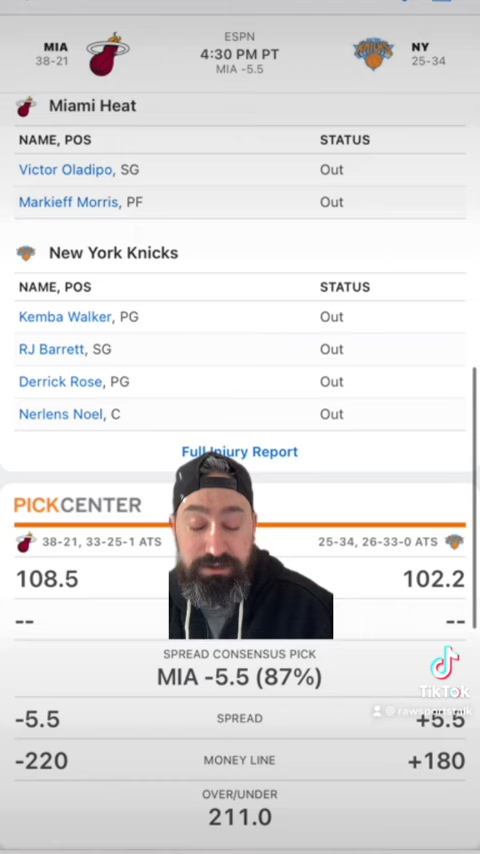 ESPN
MIA
38-21
4:30 PM PT
MIA -5.5
NY
25-34
Miami Heat
NAME, POS STATUS
Victor Oladipo, SG Out
Markieff Morris, PF Out
New York Knicks
NAME, POS STATUS
Kemba Walker, PG Out
RJ Barrett, SG Out
Derrick Rose, PG Out
Nerlens Noel, C Out
Full Injury Report
PICKCENTER
38-21, 33-25-1 ATS 25-34, 26-33-0 ATS
108.5 102.2
-- --
SPREAD CONSENSUS PICK
MIA -5.5 (87%)
-5.5 SPREAD +5.5
-220 MONEY LINE +180
OVER/UNDER
211.0
TikTok